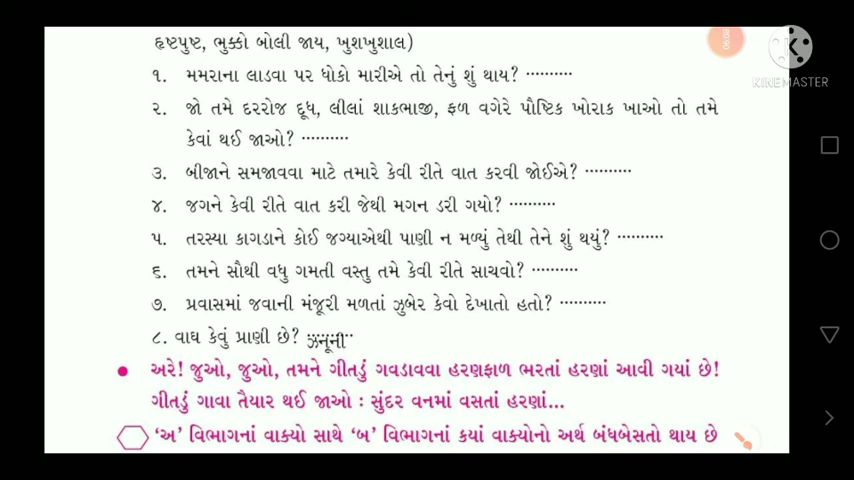 હૃષ્ટપુષ્ટ, ભુક્કો બોલી જાય, ખુશખુશાલ)
૧. મમરાના લાડવા પર ધોકો મારીએ તો તેનું શું થાય? ..........
૨. જો તમે દરરોજ દૂધ, લીલાં શાકભાજી, ફળ વગેરે પૌષ્ટિક ખોરાક ખાઓ તો તમે
કેવાં થઈ જાઓ? ..........
૩. બીજાને સમજાવવા માટે તમારે કેવી રીતે વાત કરવી જોઈએ? ..........
૪. જગને કેવી રીતે વાત કરી જેથી મગન ડરી ગયો? ..........
૫. તરસ્યા કાગડાને કોઈ જગ્યાએથી પાણી ન મળ્યું તેથી તેને શું થયું? ..........
૬. તમને સૌથી વધુ ગમતી વસ્તુ તમે કેવી રીતે સાચવો? ..........
૭. પ્રવાસમાં જવાની મંજૂરી મળતાં ઝુબેર કેવો દેખાતો હતો? ..........
૮. વાઘ કેવું પ્રાણી છે? ઝનૂની
• અરે! જુઓ, જુઓ, તમને ગીતડું ગવડાવવા હરણફાળ ભરતાં હરણાં આવી ગયાં છે!
ગીતડું ગાવા તૈયાર થઈ જાઓ : સુંદર વનમાં વસતાં હરણાં...
‘અ’ વિભાગનાં વાક્યો સાથે ‘બ’ વિભાગનાં કયાં વાક્યોનો અર્થ બંધબેસતો થાય છે
KINEMASTER